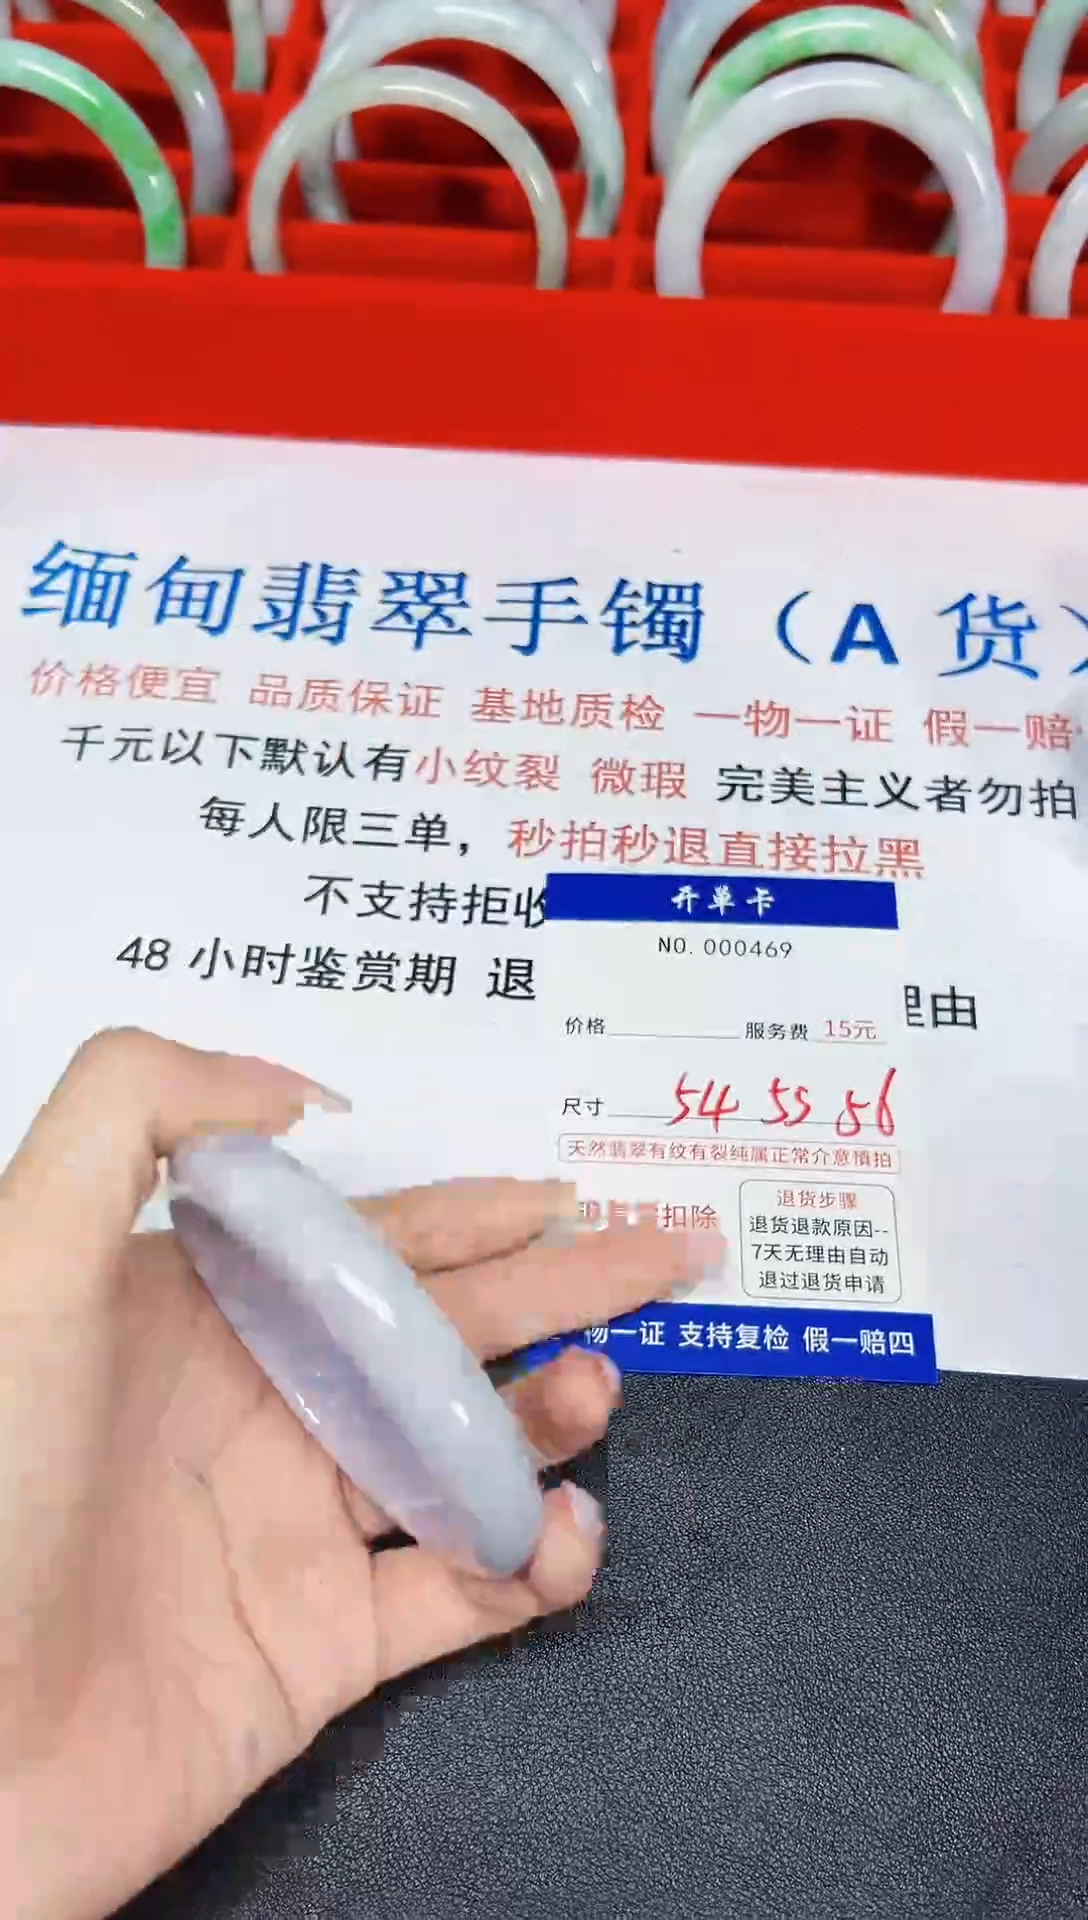 缅甸翡翠手镯（A 货）
价格便宜 品质保证 基地质检 一物一证 假一赔
千元以下默认有小纹裂 微瑕 完美主义者勿拍
每人限三单，秒拍秒退直接拉黑
不支持拒收
48 小时鉴赏期 退
理由
开单卡
NO. 000469
价格 服务费 15元
尺寸 54 55 56
天然翡翠有纹有裂纯属正常介意慎拍
扣除
退货步骤
退货退款原因--
7天无理由自动
退过退货申请
物一证 支持复检 假一赔四